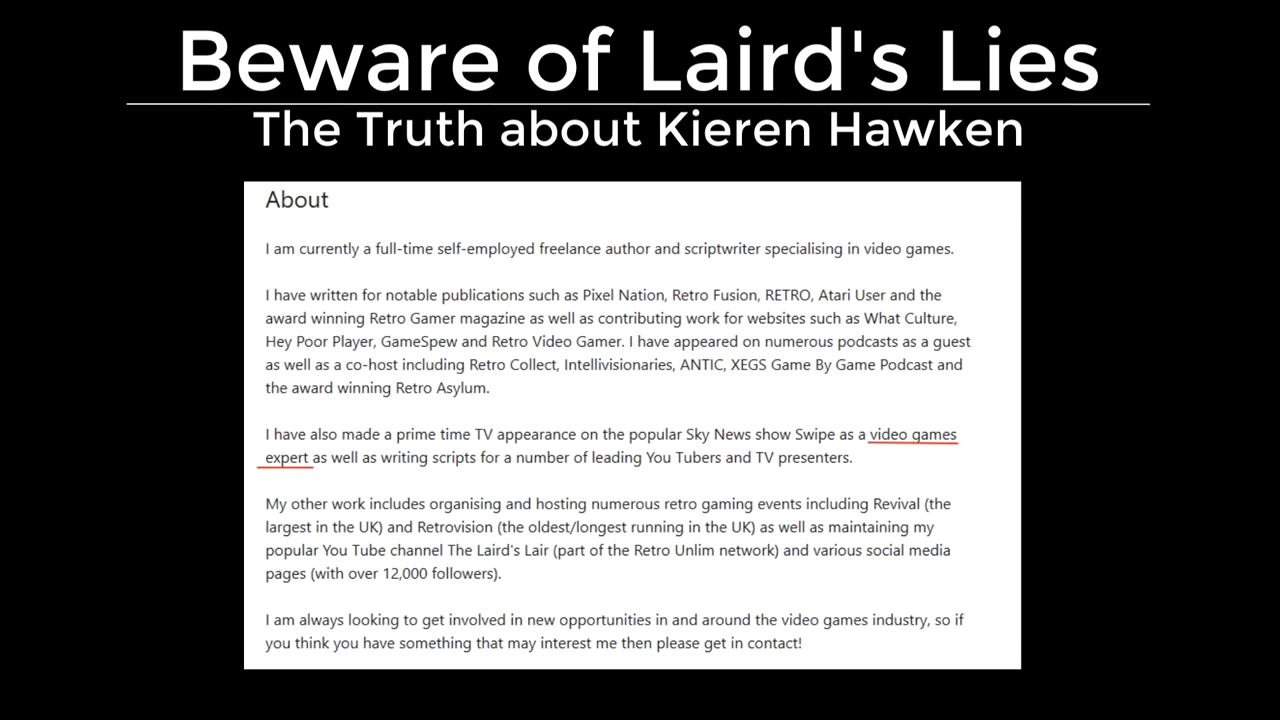 Beware of Laird's Lies
The Truth about Kieren Hawken
About
I am currently a full-time self-employed freelance author and scriptwriter specialising in video games.
I have written for notable publications such as Pixel Nation, Retro Fusion, RETRO, Atari User and the
award winning Retro Gamer magazine as well as contributing work for websites such as What Culture,
Hey Poor Player, GameSpew and Retro Video Gamer. I have appeared on numerous podcasts as a guest
as well as a co-host including Retro Collect, Intellivisionaries, ANTIC, XEGS Game By Game Podcast and
the award winning Retro Asylum.
I have also made a prime time TV appearance on the popular Sky News show Swipe as a video games
expert as well as writing scripts for a number of leading You Tubers and TV presenters.
My other work includes organising and hosting numerous retro gaming events including Revival (the
largest in the UK) and Retrovision (the oldest/longest running in the UK) as well as maintaining my
popular You Tube channel The Laird's Lair (part of the Retro Unlim network) and various social media
pages (with over 12,000 followers).
I am always looking to get involved in new opportunities in and around the video games industry, so if
you think you have something that may interest me then please get in contact!